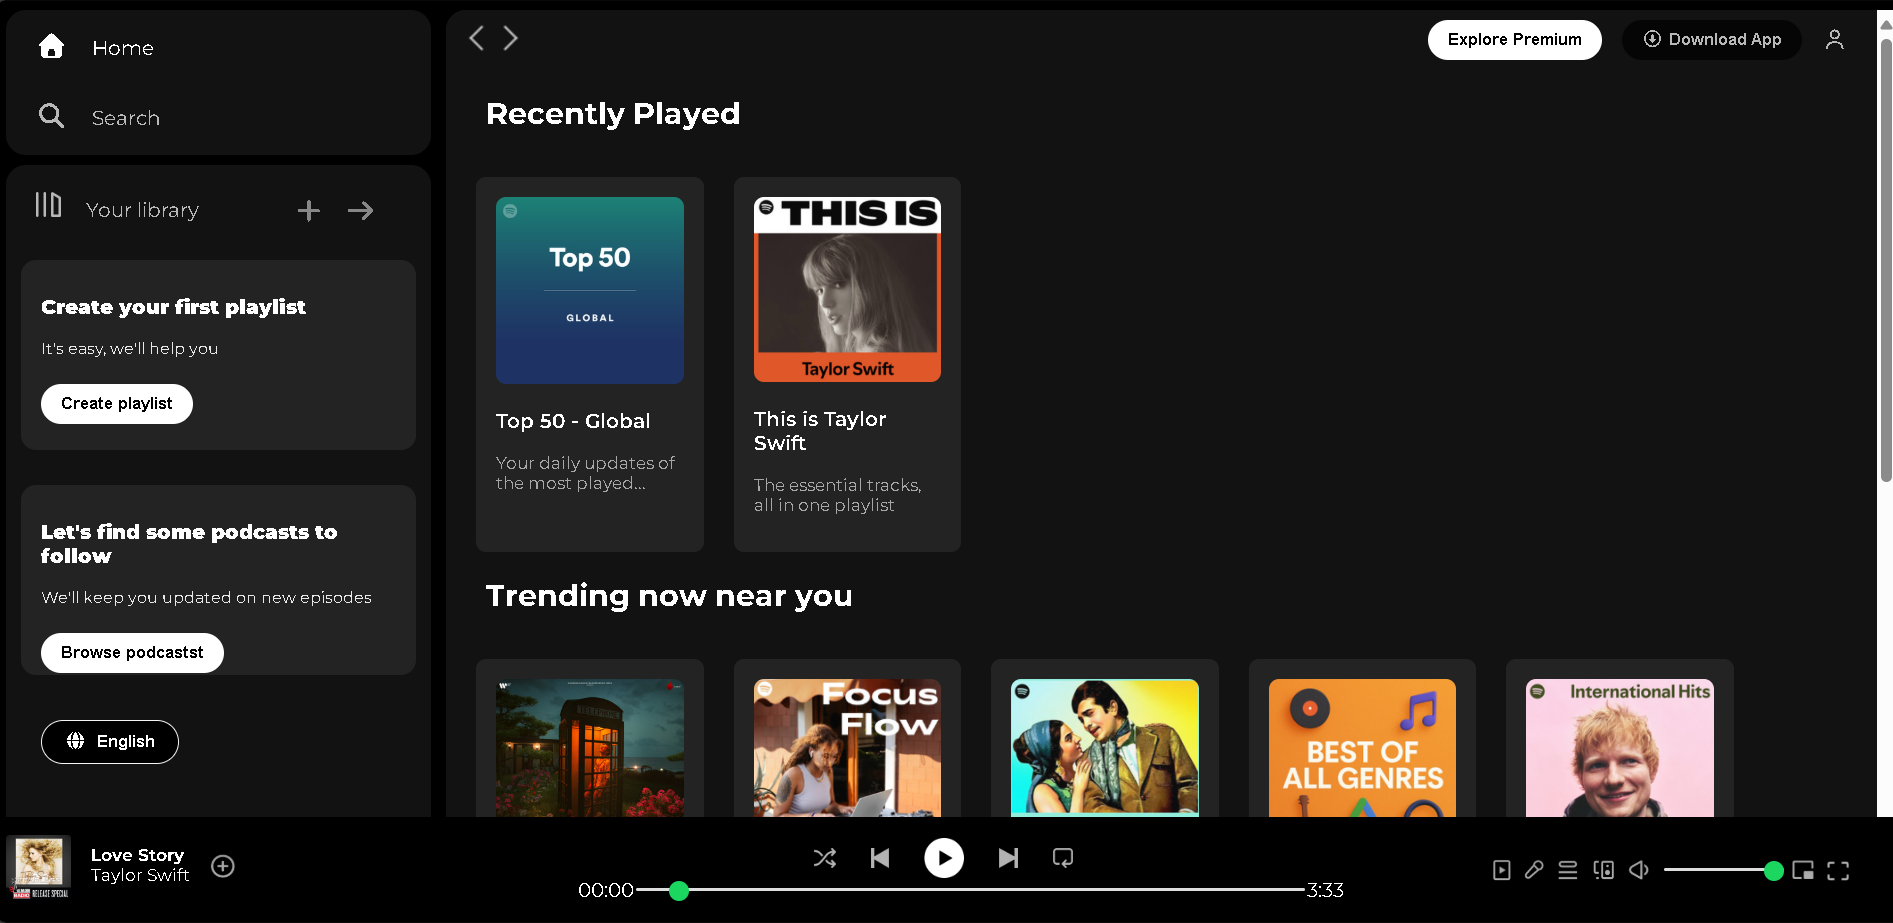 Home
Search
Your library
Create your first playlist
It's easy, we'll help you
Create playlist
Let's find some podcasts to
follow
We'll keep you updated on new episodes
Browse podcastst
English
Explore Premium
Download App
Recently Played
Top 50
GLOBAL
Top 50 - Global
Your daily updates of
the most played...
THIS IS
Taylor Swift
This is Taylor
Swift
The essential tracks,
all in one playlist
Trending now near you
TELEPHONE
Focus
Flow
BEST OF
ALL GENRES
International Hits
RADIO RELEASE SPECIAL
Love Story
Taylor Swift
00:00
3:33